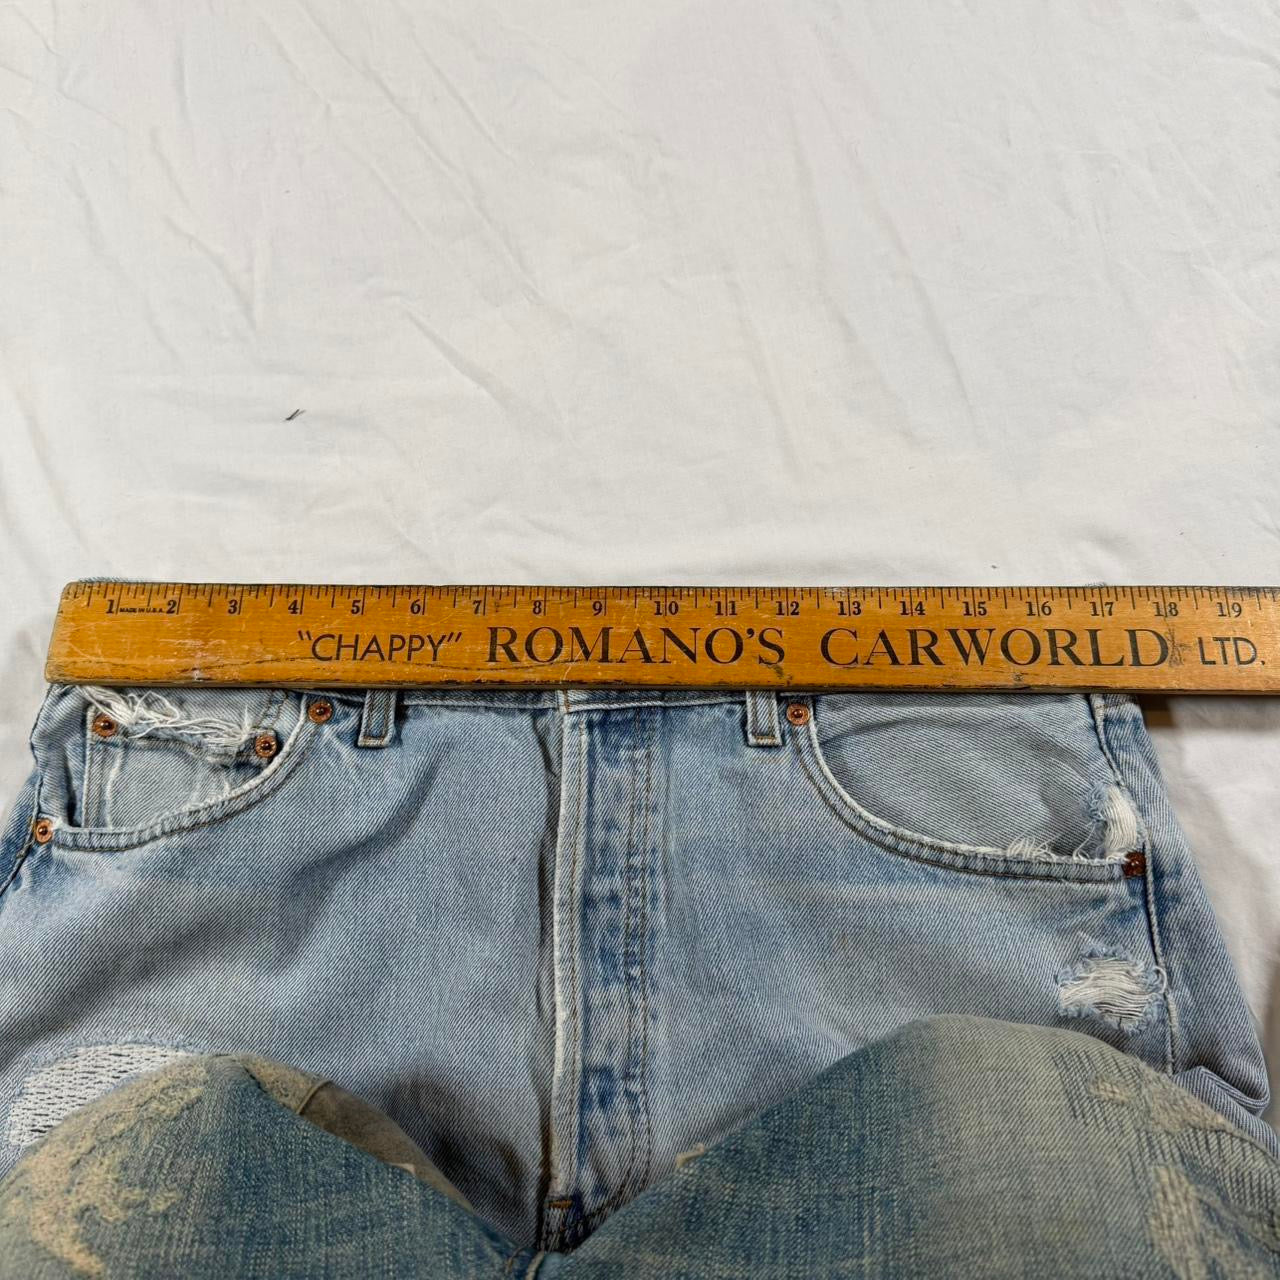 1 MADE IN U.S.A. 2 3 4 5 6 7 8 9 10 11 12 13 14 15 16 17 18 19
"CHAPPY" ROMANO'S CARWORLD LTD.